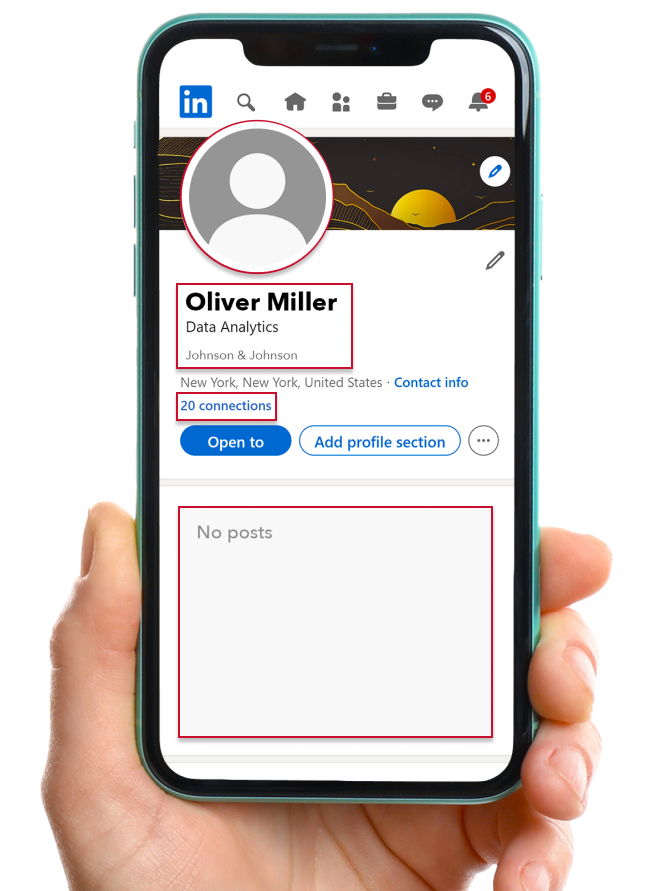 in
6
Oliver Miller
Data Analytics
Johnson & Johnson
New York, New York, United States · Contact info
20 connections
Open to
Add profile section
No posts